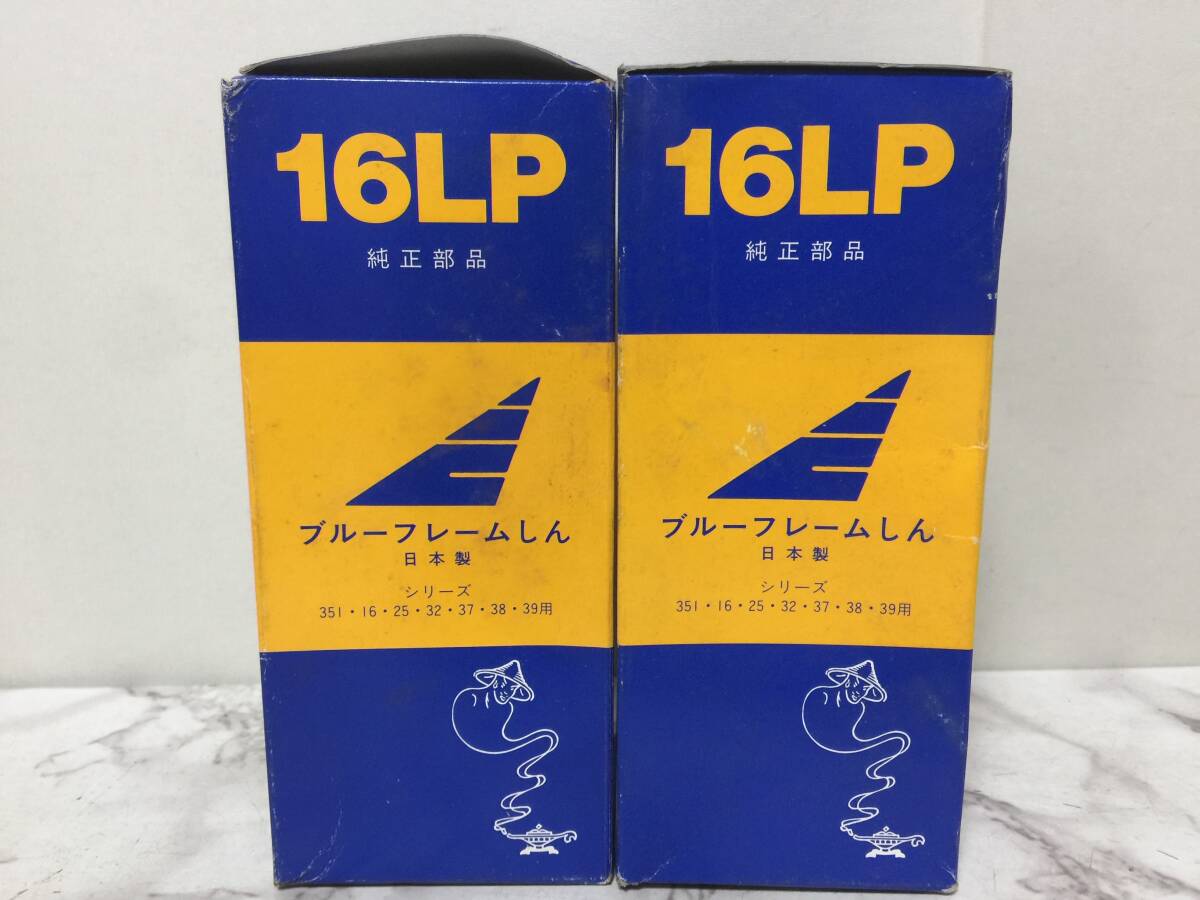 16LP
純正部品
ブルーフレームしん
日本製
シリーズ
351・16・25・32・37・38・39用
16LP
純正部品
ブルーフレームしん
日本製
シリーズ
351・16・25・32・37・38・39用